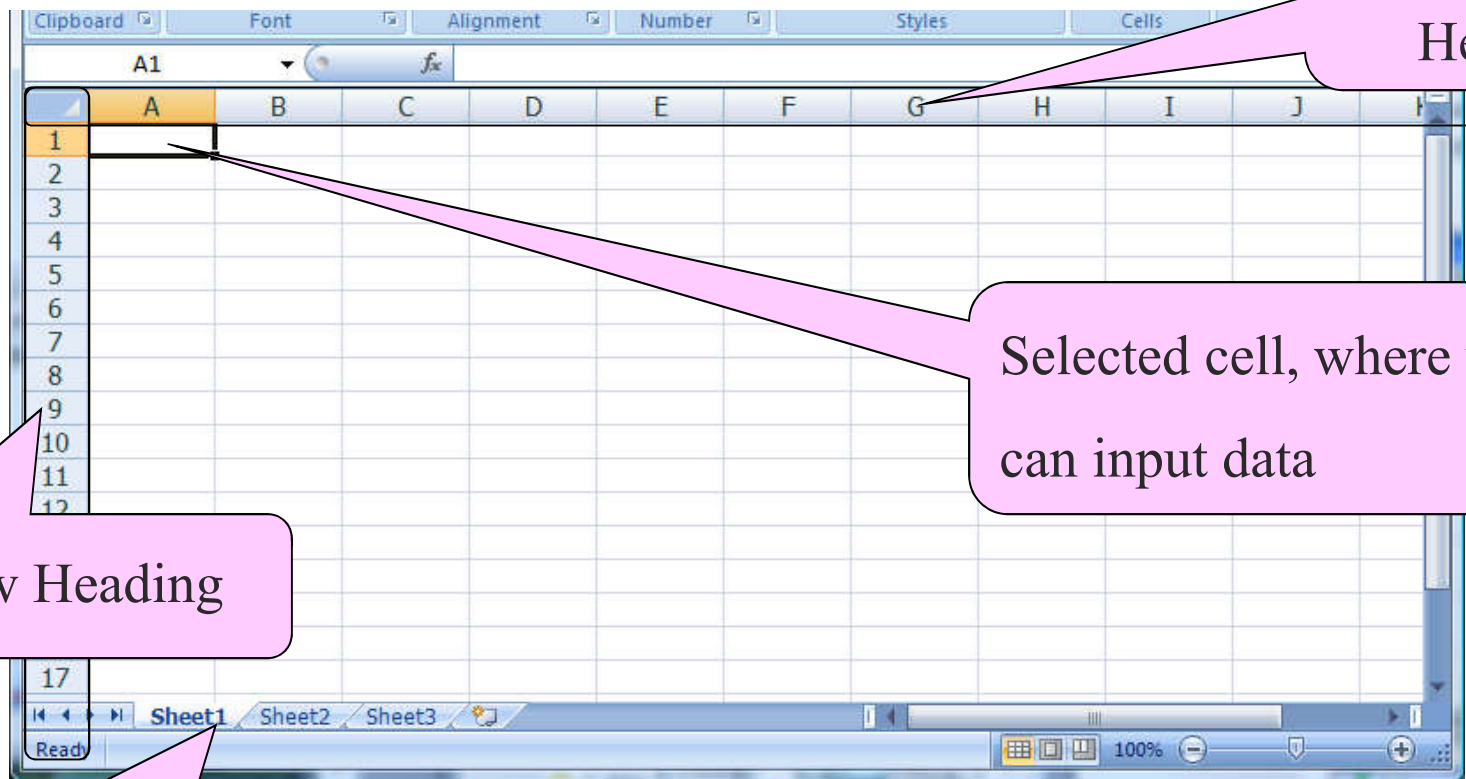 Clipboard Font Alignment Number Styles Cells
A1 fx
A B C D E F G H I J
1
2
3
4
5
6
7
8
9
10
11
12
17
Selected cell, where
can input data
Heading
Sheet1 Sheet2 Sheet3
Ready 100%